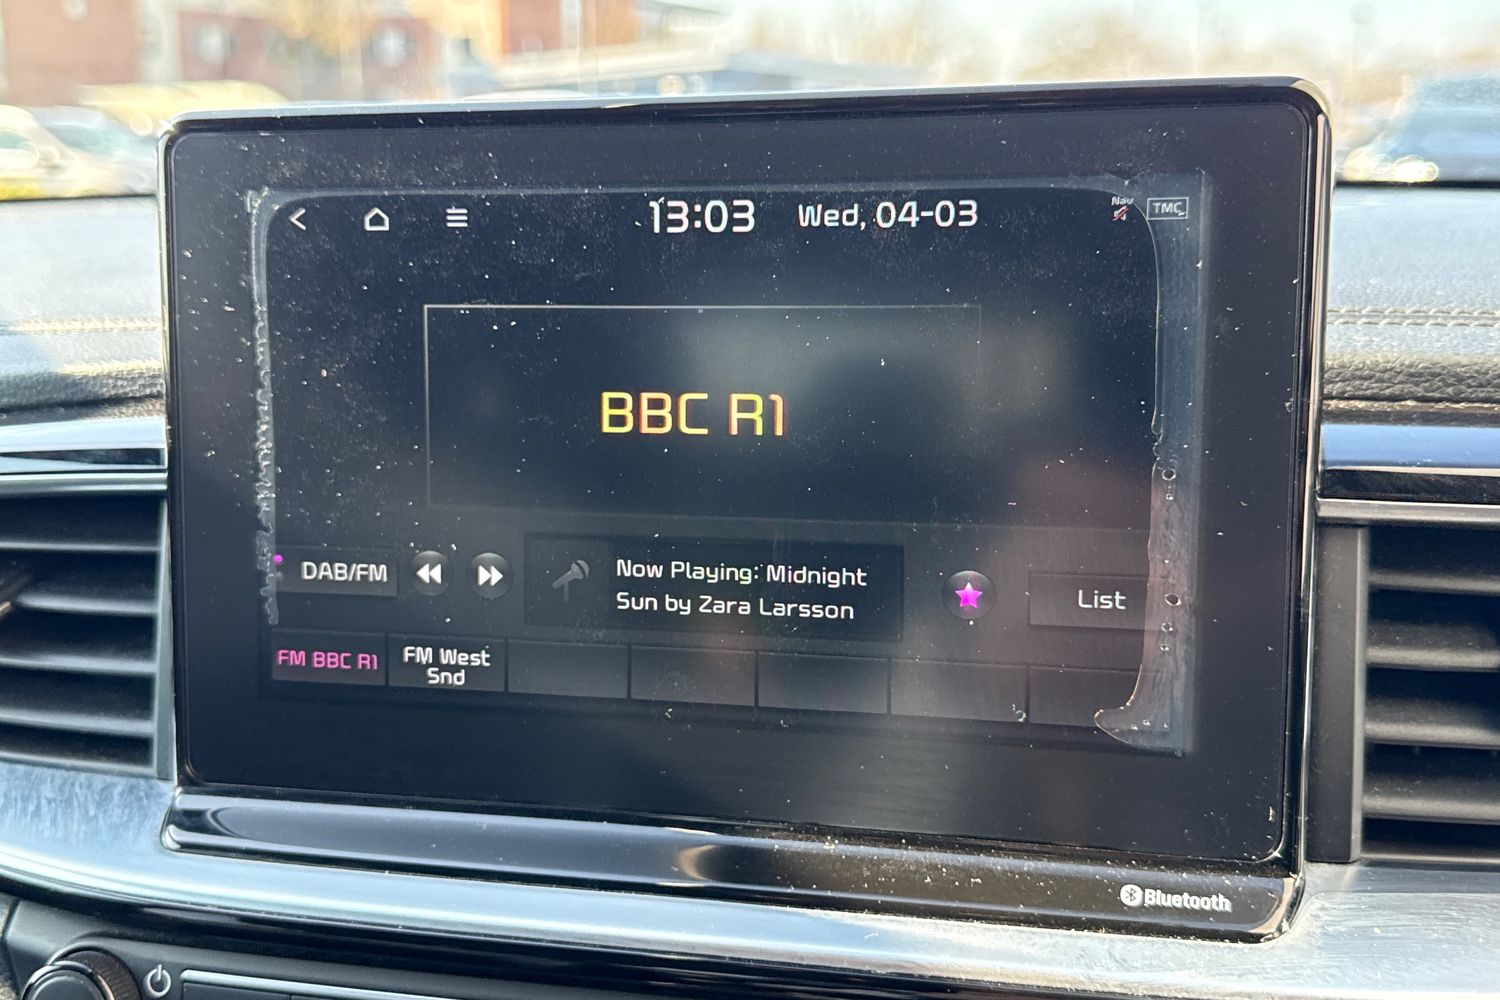 13:03 Wed, 04-03 Nav TMC
BBC R1
DAB/FM
Now Playing: Midnight
Sun by Zara Larsson
List
FM BBC R1
FM West
Snd
Bluetooth